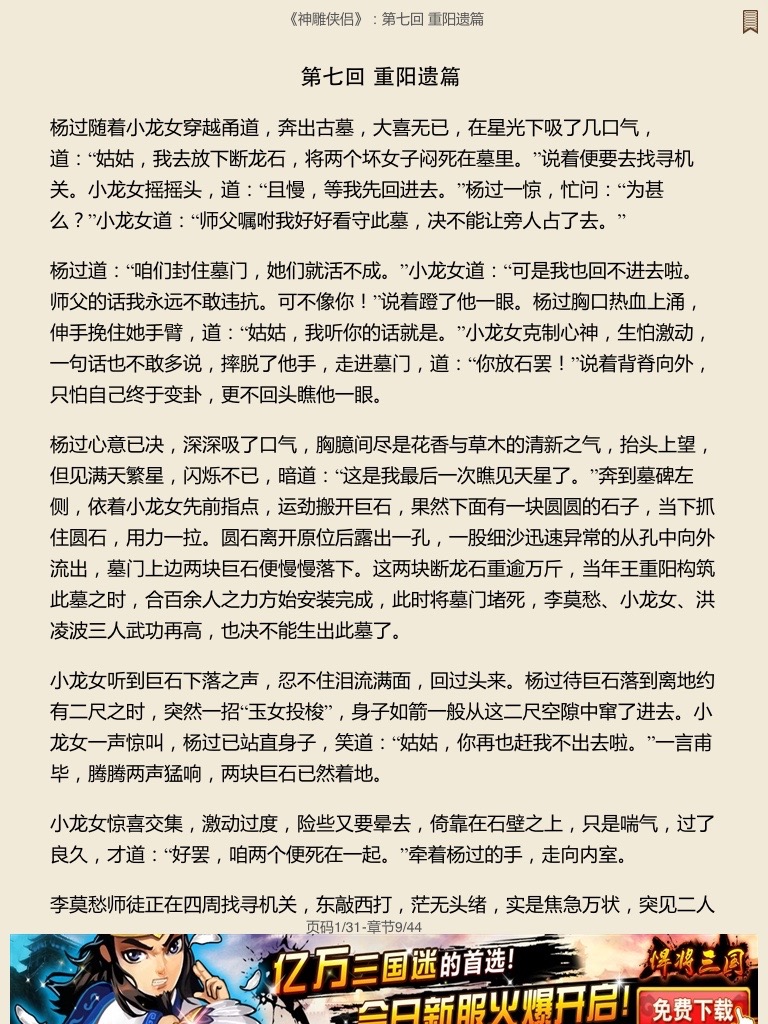 《神雕侠侣》：第七回 重阳遗篇
第七回 重阳遗篇
杨过随着小龙女穿越甬道，奔出古墓，大喜无已，在星光下吸了几口气，
道：“姑姑，我去放下断龙石，将两个坏女子闷死在墓里。”说着便要去找寻机
关。小龙女摇摇头，道：“且慢，等我先回进去。”杨过一惊，忙问：“为甚
么？”小龙女道：“师父嘱咐我好好看守此墓，决不能让旁人占了去。”
杨过道：“咱们封住墓门，她们就活不成。”小龙女道：“可是我也回不进去啦。
师父的话我永远不敢违抗。可不像你！”说着蹬了他一眼。杨过胸口热血上涌，
伸手挽住她手臂，道：“姑姑，我听你的话就是。”小龙女克制心神，生怕激动，
一句话也不敢多说，摔脱了他手，走进墓门，道：“你放石罢！”说着背脊向外，
只怕自己终于变卦，更不回头瞧他一眼。
杨过心意已决，深深吸了口气，胸臆间尽是花香与草木的清新之气，抬头上望，
但见满天繁星，闪烁不已，暗道：“这是我最后一次瞧见天星了。”奔到墓碑左
侧，依着小龙女先前指点，运劲搬开巨石，果然下面有一块圆圆的石子，当下抓
住圆石，用力一拉。圆石离开原位后露出一孔，一股细沙迅速异常的从孔中向外
流出，墓门上边两块巨石便慢慢落下。这两块断龙石重逾万斤，当年王重阳构筑
此墓之时，合百余人之力方始安装完成，此时将墓门堵死，李莫愁、小龙女、洪
凌波三人武功再高，也决不能生出此墓了。
小龙女听到巨石下落之声，忍不住泪流满面，回过头来。杨过待巨石落到离地约
有二尺之时，突然一招“玉女投梭”，身子如箭一般从这二尺空隙中窜了进去。小
龙女一声惊叫，杨过已站直身子，笑道：“姑姑，你再也赶我不出去啦。”一言甫
毕，腾腾两声猛响，两块巨石已然着地。
小龙女惊喜交集，激动过度，险些又要晕去，倚靠在石壁之上，只是喘气，过了
良久，才道：“好罢，咱两个便死在一起。”牵着杨过的手，走向内室。
李莫愁师徒正在四周找寻机关，东敲西打，茫无头绪，实是焦急万状，突见二人
页码1/31-章节9/44
亿万三国迷的首选！
悍将三国
今日新服火爆开启！
免费下载